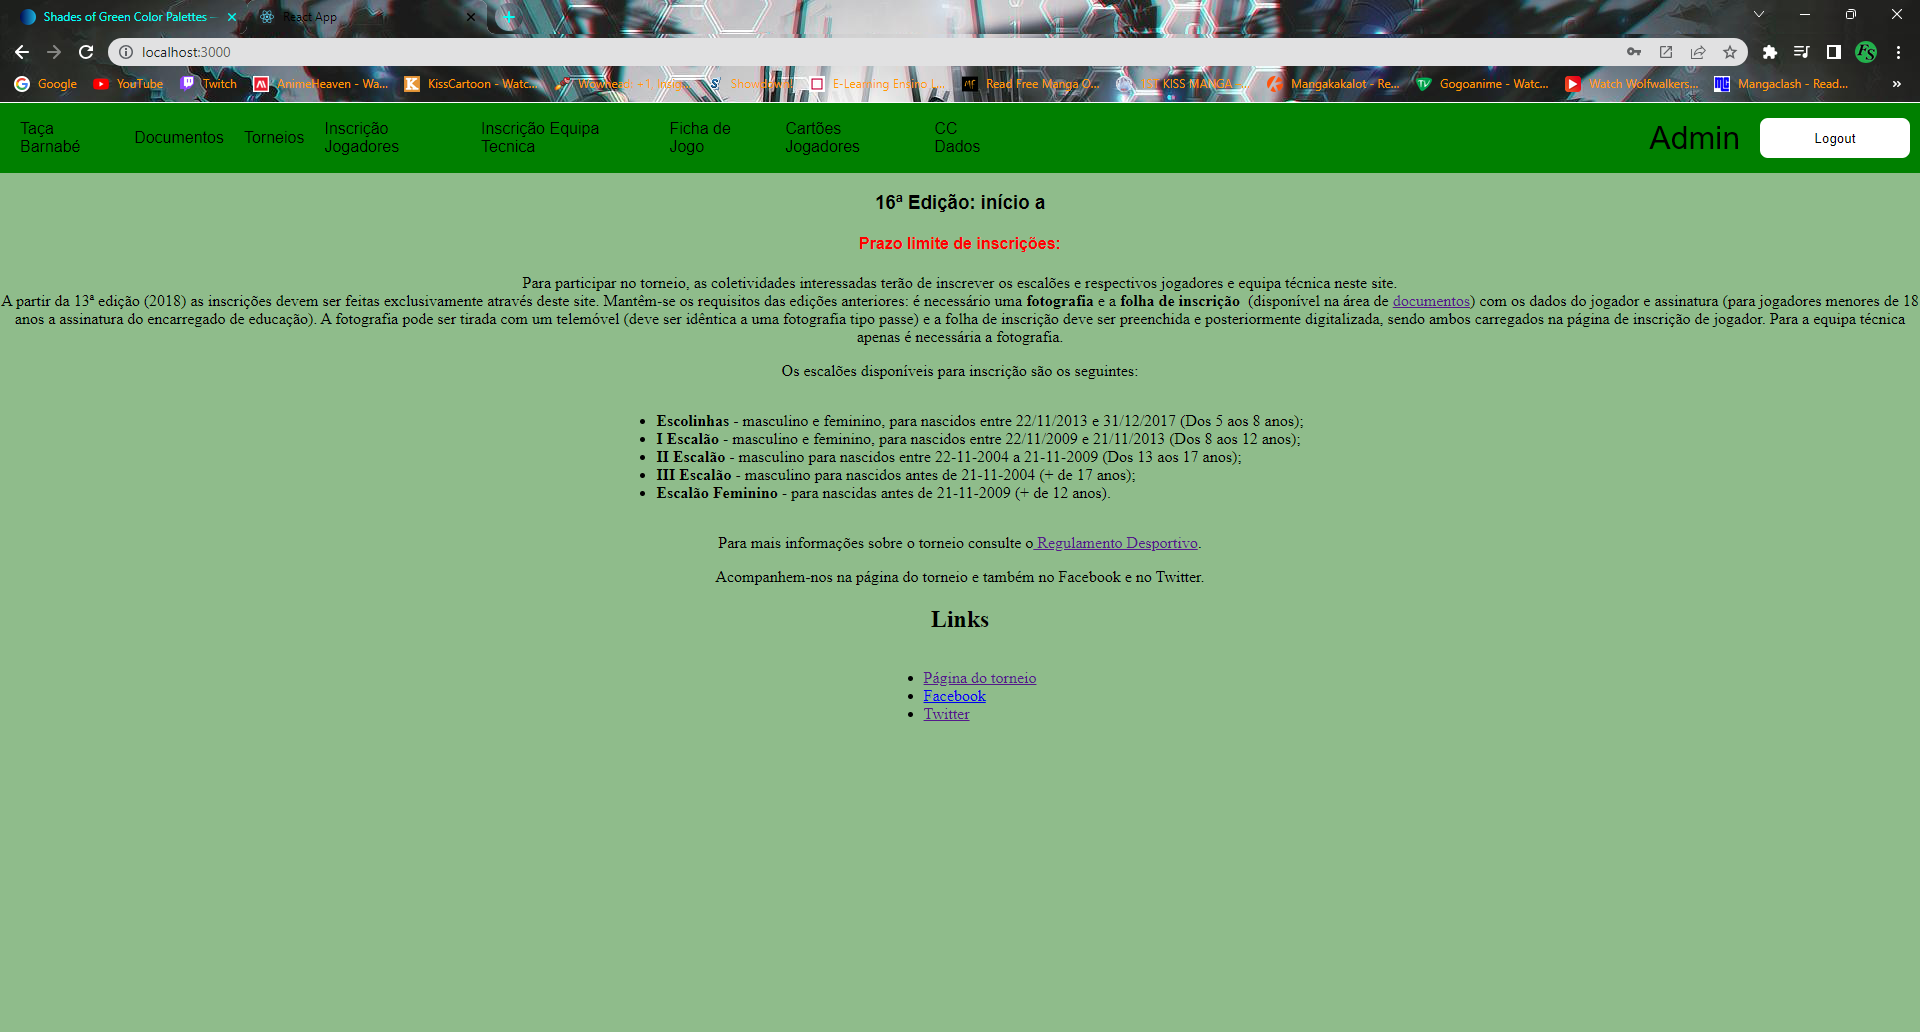 Shades of Green Color Palettes
React App
localhost:3000
Google YouTube Twitch AnimeHeaven - Wa... KissCartoon - Watc... Wowhead: +1, Insig... Showdown! E-Learning Ensino I... Read Free Manga O... 1ST KISS MANGA Mangakakalot - Re... Gogoanime - Watc... Watch Wolfwalkers... Mangaclash - Read... »
Taça Barnabé
Documentos
Torneios
Inscrição Jogadores
Inscrição Equipa Tecnica
Ficha de Jogo
Cartões Jogadores
CC Dados
Admin
Logout
16ª Edição: início a
Prazo limite de inscrições:
Para participar no torneio, as coletividades interessadas terão de inscrever os escalões e respectivos jogadores e equipa técnica neste site.
A partir da 13ª edição (2018) as inscrições devem ser feitas exclusivamente através deste site. Mantêm-se os requisitos das edições anteriores: é necessário uma fotografia e a folha de inscrição (disponível na área de documentos) com os dados do jogador e assinatura (para jogadores menores de 18
anos a assinatura do encarregado de educação). A fotografia pode ser tirada com um telemóvel (deve ser idêntica a uma fotografia tipo passe) e a folha de inscrição deve ser preenchida e posteriormente digitalizada, sendo ambos carregados na página de inscrição de jogador. Para a equipa técnica
apenas é necessária a fotografia.
Os escalões disponíveis para inscrição são os seguintes:
• Escolinhas - masculino e feminino, para nascidos entre 22/11/2013 e 31/12/2017 (Dos 5 aos 8 anos);
• I Escalão - masculino e feminino, para nascidos entre 22/11/2009 e 21/11/2013 (Dos 8 aos 12 anos);
• II Escalão - masculino para nascidos entre 22-11-2004 a 21-11-2009 (Dos 13 aos 17 anos);
• III Escalão - masculino para nascidos antes de 21-11-2004 (+ de 17 anos);
• Escalão Feminino - para nascidas antes de 21-11-2009 (+ de 12 anos).
Para mais informações sobre o torneio consulte o Regulamento Desportivo.
Acompanhem-nos na página do torneio e também no Facebook e no Twitter.
Links
• Página do torneio
• Facebook
• Twitter